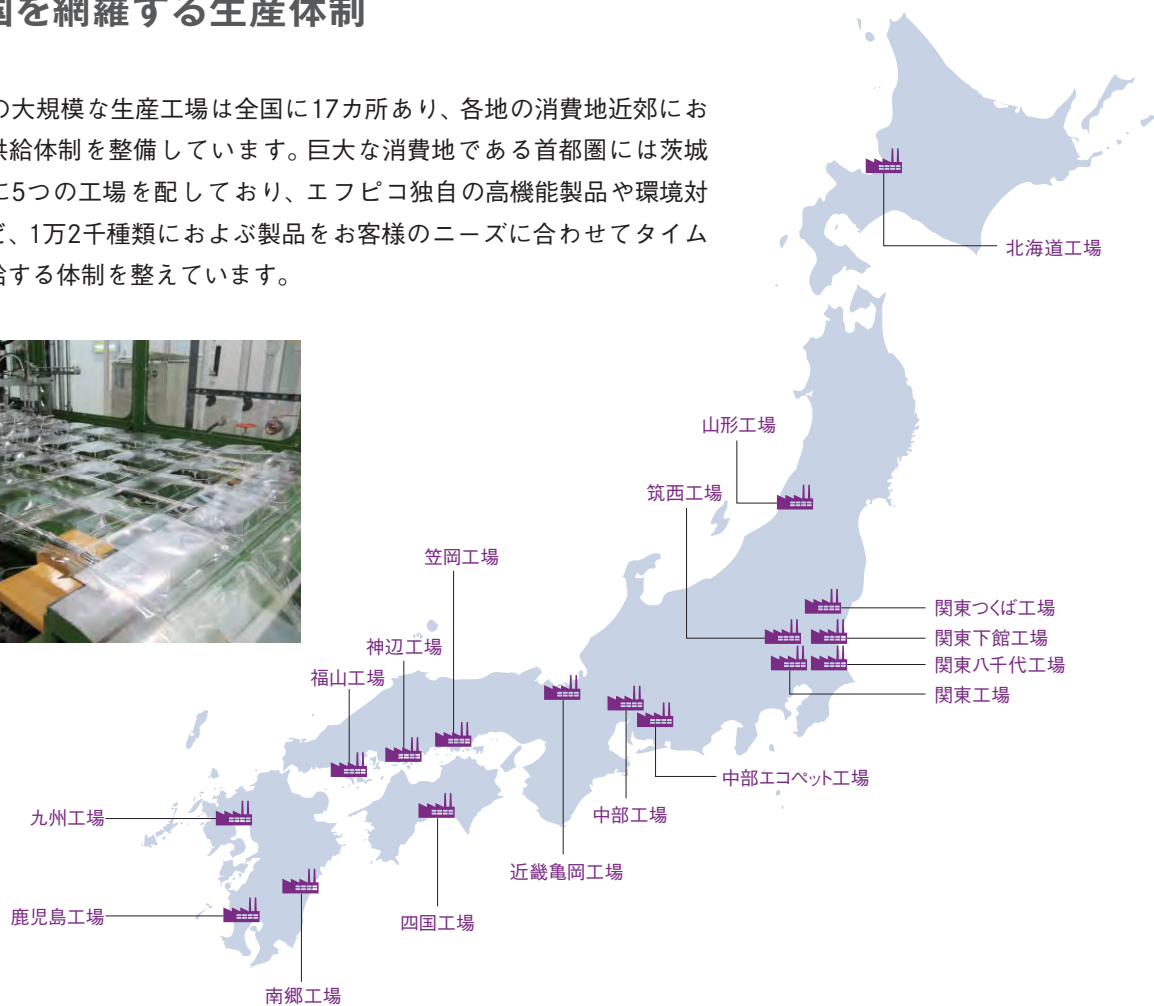 国を網羅する生産体制
の大規模な生産工場は全国に17カ所あり、各地の消費地近郊にお
供給体制を整備しています。巨大な消費地である首都圏には茨城
に5つの工場を配しており、エフピコ独自の高機能製品や環境対
ど、1万2千種類におよぶ製品をお客様のニーズに合わせてタイム
給する体制を整えています。
北海道工場
山形工場
筑西工場
笠岡工場
関東つくば工場
神辺工場
関東下館工場
関東八千代工場
福山工場
関東工場
中部エコペット工場
九州工場
中部工場
近畿亀岡工場
鹿児島工場
四国工場
南郷工場